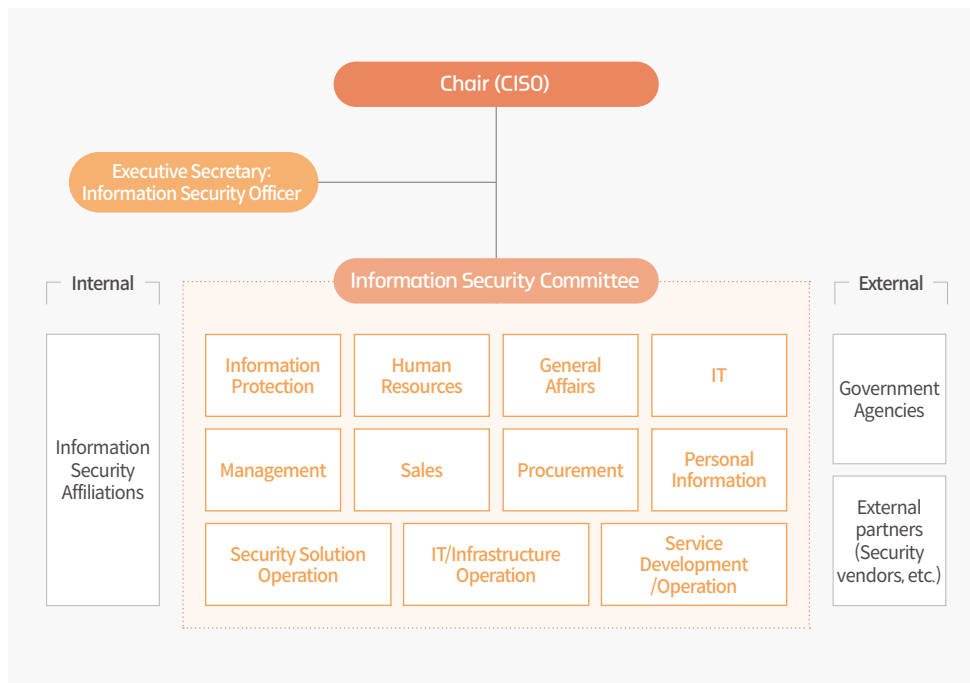 Chair (CISO)
Executive Secretary:
Information Security Officer
Internal
Information Security Committee
External
Information
Security
Affiliations
Information
Protection
Human
Resources
General
Affairs
IT
Management
Sales
Procurement
Personal
Information
Security Solution
Operation
IT/Infrastructure
Operation
Service
Development
/Operation
Government
Agencies
External
partners
(Security
vendors, etc.)